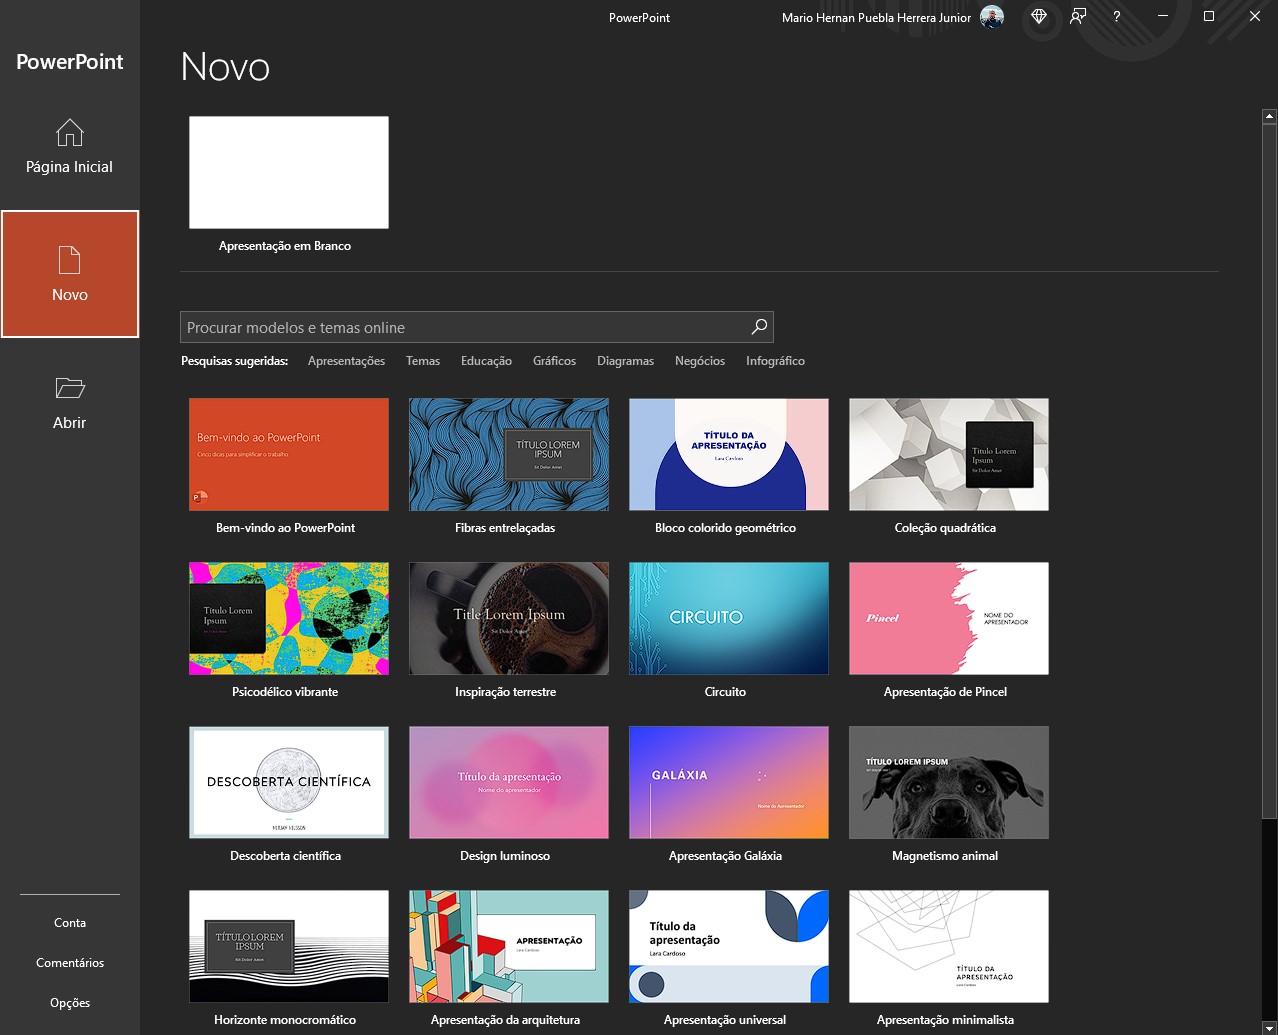 PowerPoint
Mario Hernan Puebla Herrera Junior
?
PowerPoint
Página Inicial
Novo
Abrir
Conta
Comentários
Opções
Novo
Apresentação em Branco
Procurar modelos e temas online
Pesquisas sugeridas: Apresentações Temas Educação Gráficos Diagramas Negócios Infográfico
Bem-vindo ao PowerPoint
Cinco dicas para simplificar o trabalho
P
Bem-vindo ao PowerPoint
TÍTULO LOREM
IPSUM
Sit Dolor Amet
Fibras entrelaçadas
TÍTULO DA
APRESENTAÇÃO
Lara Cardoso
Bloco colorido geométrico
Título Lorem
Ipsum
Sit Dolor Amet
Coleção quadrática
Título Lorem
Ipsum
Sit Dolor Amet
Psicodélico vibrante
Title Lorem Ipsum
Sit Dolor Amet
Inspiração terrestre
CIRCUITO
Circuito
Pincel
NOME DO
APRESENTADOR
Apresentação de Pincel
DESCOBERTA CIENTÍFICA
MIRJAM NILSSON
Descoberta científica
Título da apresentação
Nome do apresentador
Design luminoso
GALÁXIA
Nome do Apresentador
Apresentação Galáxia
TÍTULO LOREM IPSUM
SIT DOLOR AMET
Magnetismo animal
TÍTULO LOREM
IPSUM
Sit Dolor Amet
Horizonte monocromático
APRESENTAÇÃO
Lara Cardoso
Apresentação da arquitetura
Título da
apresentação
Lara Cardoso
Apresentação universal
TÍTULO DA
APRESENTAÇÃO
Lara Cardoso
Apresentação minimalista